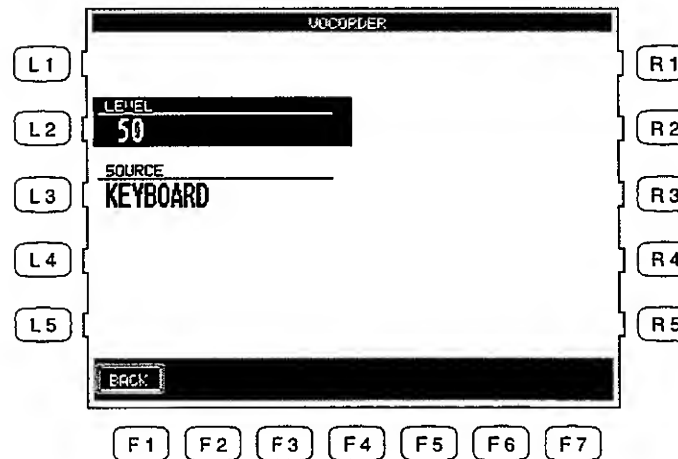 VOCORDER
L1
R1
LEVEL
L2
50
R2
SOURCE
L3
KEYBOARD
R3
L4
R4
L5
R5
BACK
F1 F2 F3 F4 F5 F6 F7